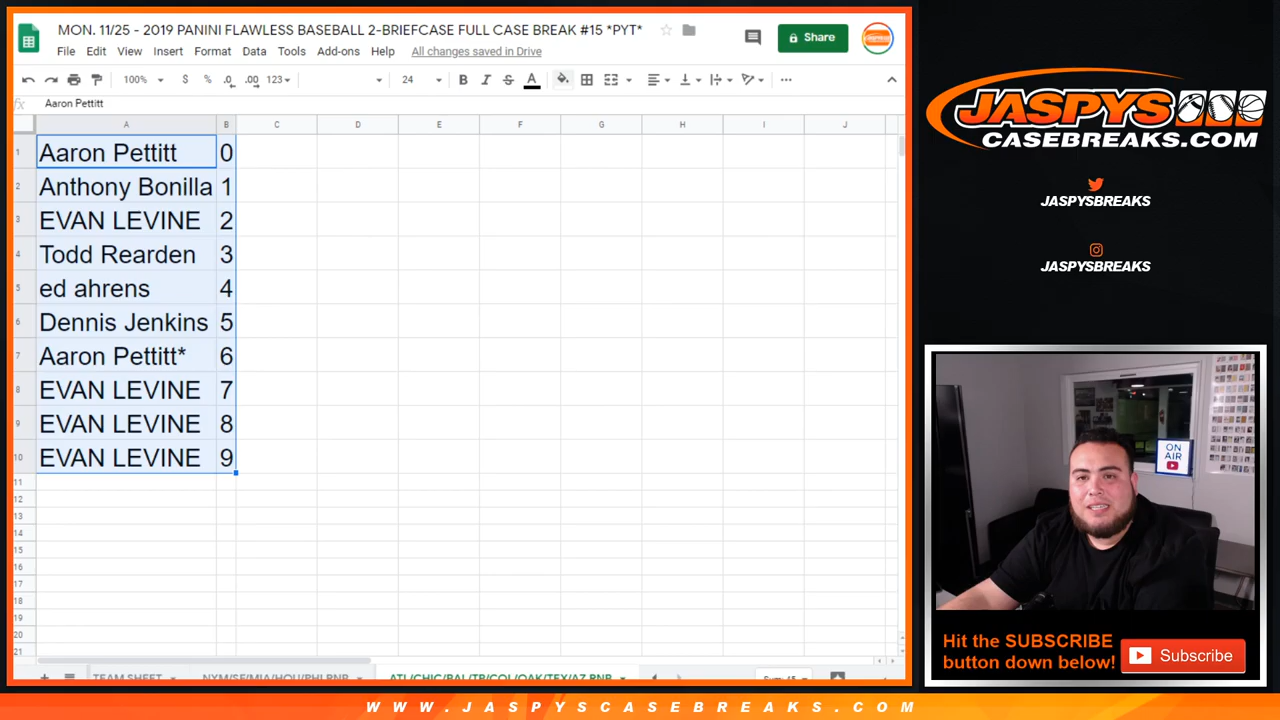 MON. 11/25 - 2019 PANINI FLAWLESS BASEBALL 2-BRIEFCASE FULL CASE BREAK #15 *PYT*
File Edit View Insert Format Data Tools Add-ons Help All changes saved in Drive
Share
100% $ % .0 .00 123 24 B I S A
fx Aaron Pettitt
A B C D E F G H I J
1 Aaron Pettitt 0
2 Anthony Bonilla 1
3 EVAN LEVINE 2
4 Todd Rearden 3
5 ed ahrens 4
6 Dennis Jenkins 5
7 Aaron Pettitt* 6
8 EVAN LEVINE 7
9 EVAN LEVINE 8
10 EVAN LEVINE 9
11
12
13
14
15
16
17
18
19
20
21
TEAM SHEET NYM/SF/MIA/HOU/PHI RNB ATL/CHIC/BAL/TB/COL/OAK/TEX/AZ RNB Sum: 45
JASPYS
CASEBREAKS.COM
JASPYSBREAKS
JASPYSBREAKS
ON
AIR
Hit the SUBSCRIBE
button down below!
Subscribe
WWW.JASPYSCASEBREAKS.COM